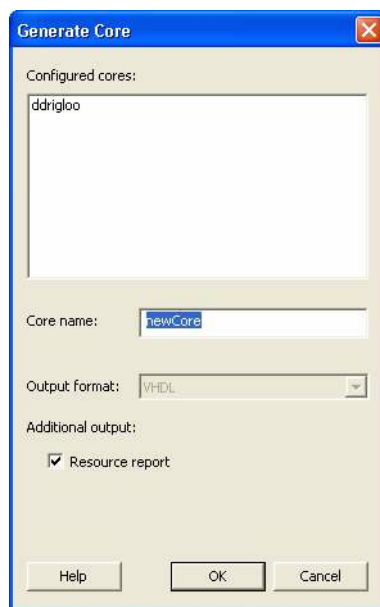 Generate Core
Configured cores:
ddrigloo
Core name: newCore
Output format: VHDL
Additional output:
Resource report
Help OK Cancel